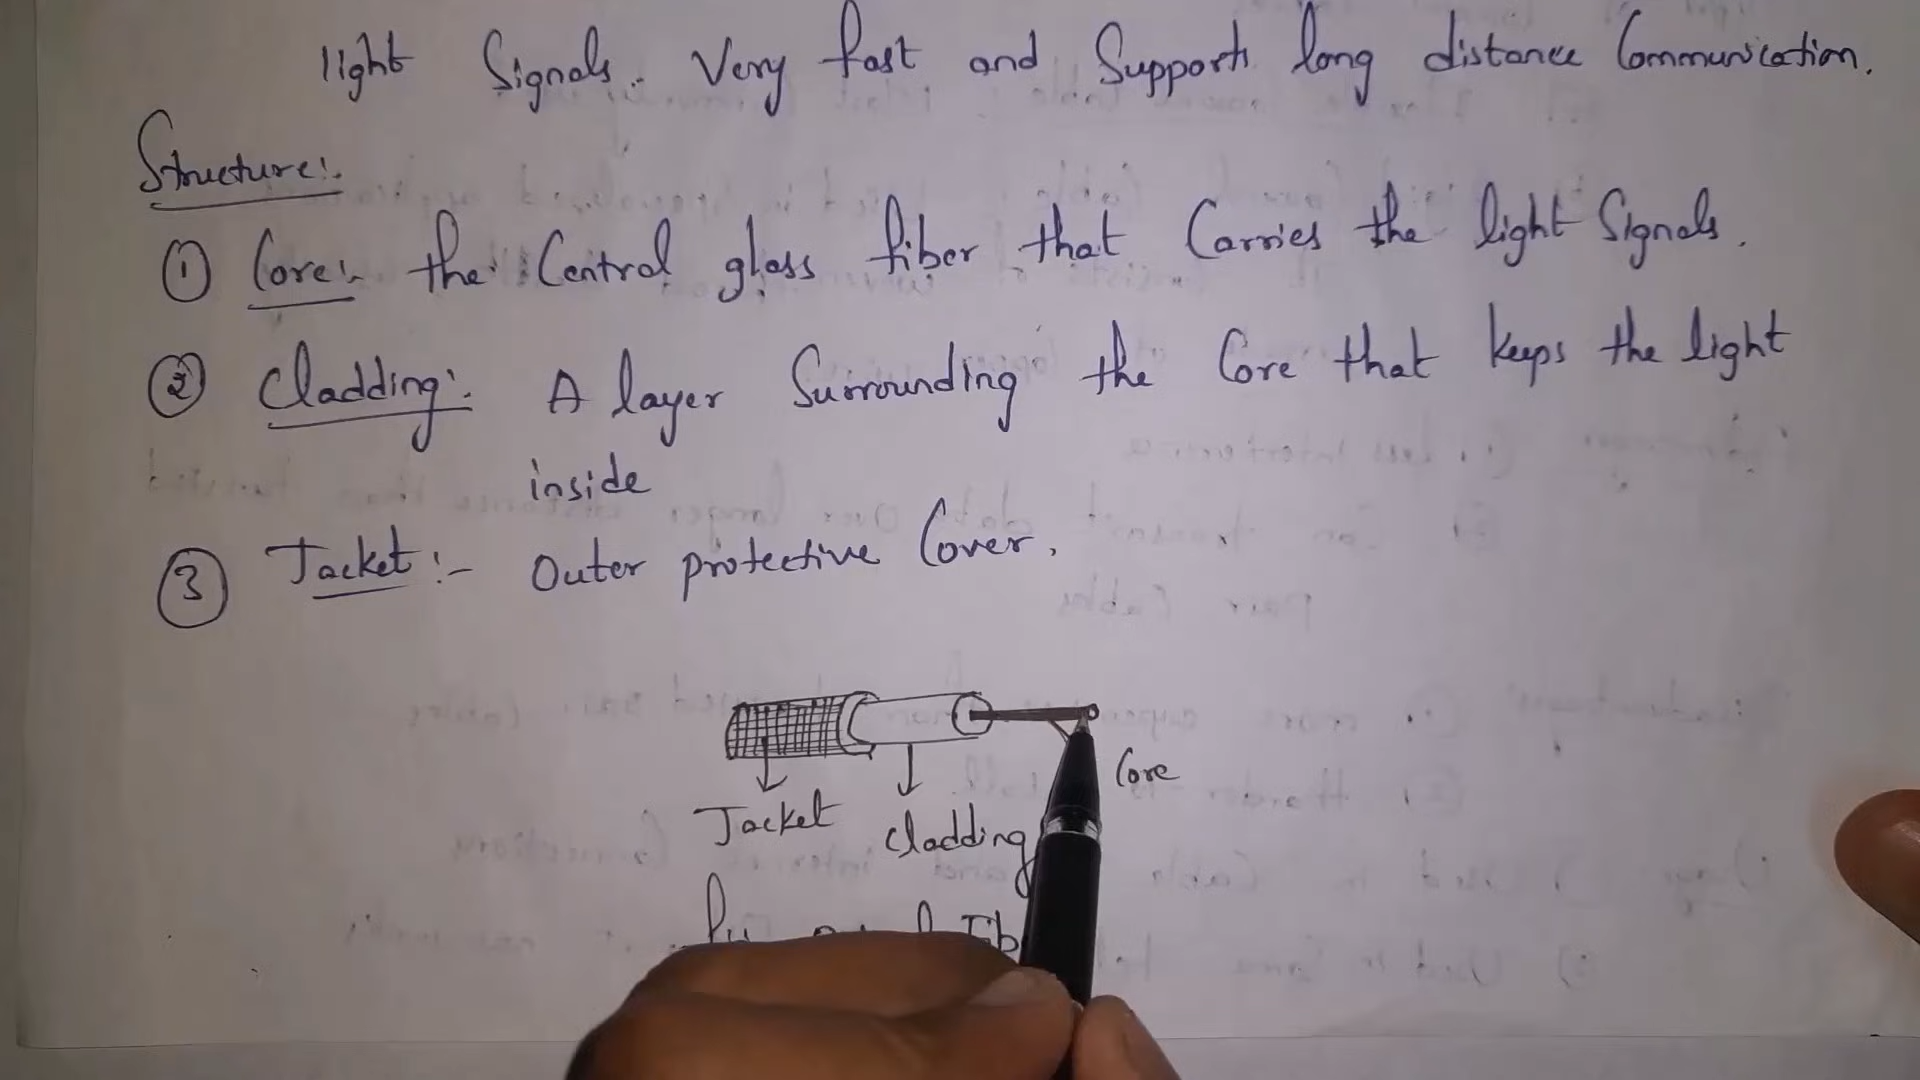 light Signals. Very fast and Supports long distance Communication.
Structure:
① Core:- the Central glass fiber that Carries the light Signals.
② Cladding: A layer Surrounding the Core that keeps the light
inside
③ Jacket:- Outer protective Cover.
Core
Jacket cladding